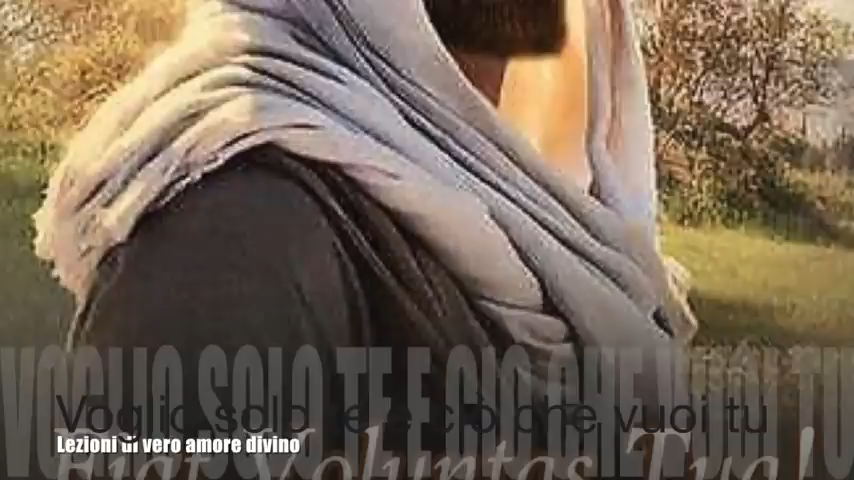 VOGLIO SOLO TE E CIÒ CHE VUOI TU
Voglio solo te e ciò che vuoi tu
Lezioni di vero amore divino
Fiat Voluntas Tua!